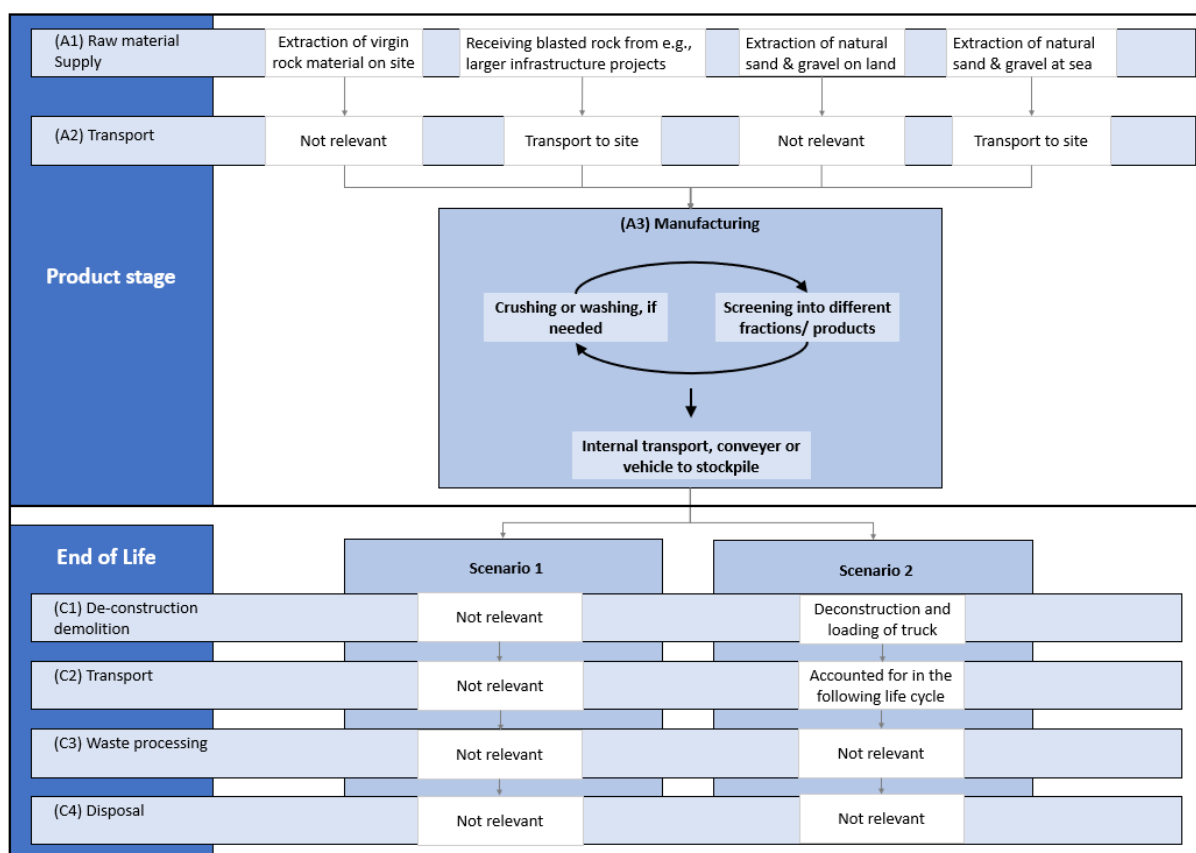 (A1) Raw material
Supply
Extraction of virgin
rock material on site
Receiving blasted rock from e.g.,
larger infrastructure projects
Extraction of natural
sand & gravel on land
Extraction of natural
sand & gravel at sea
(A2) Transport
Not relevant
Transport to site
Not relevant
Transport to site
Product stage
(A3) Manufacturing
Crushing or washing, if
needed
Screening into different
fractions/ products
Internal transport, conveyer or
vehicle to stockpile
End of Life
Scenario 1
Scenario 2
(C1) De-construction
demolition
Not relevant
Deconstruction and
loading of truck
(C2) Transport
Not relevant
Accounted for in the
following life cycle
(C3) Waste processing
Not relevant
Not relevant
(C4) Disposal
Not relevant
Not relevant